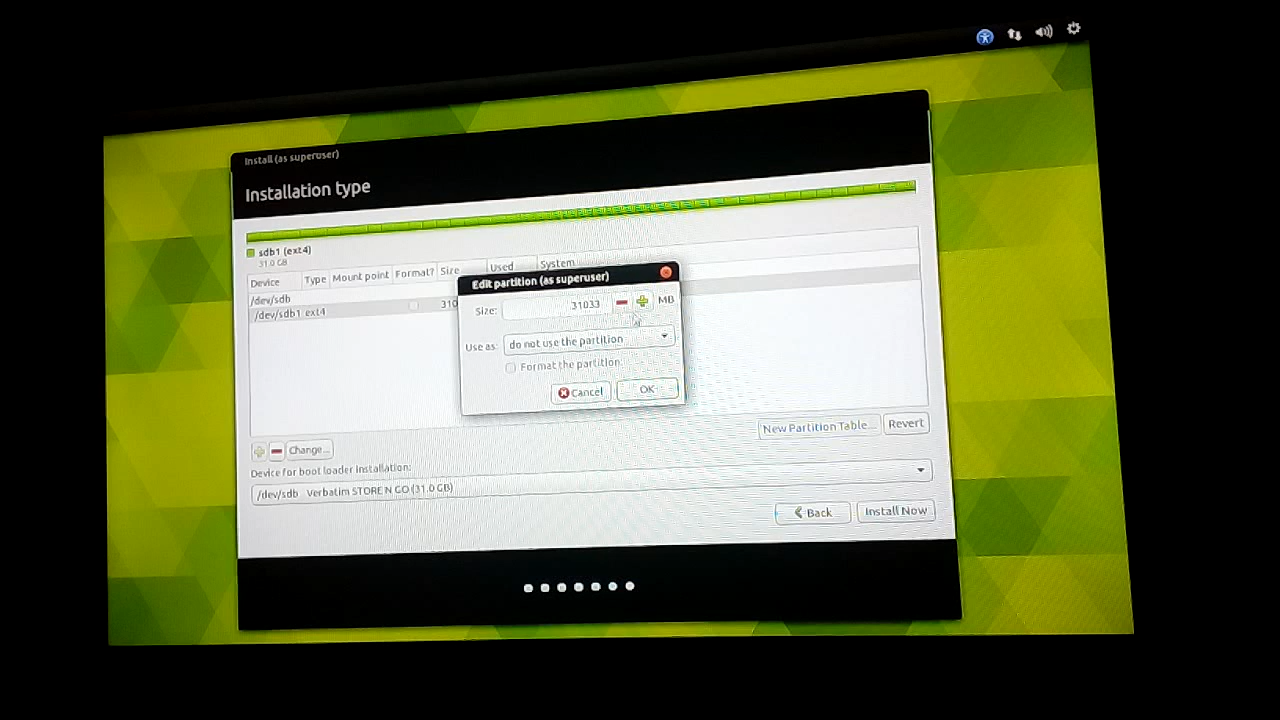 Install (as superuser)
Installation type
sdb1 (ext4)
31.0 GB
Device Type Mount point Format? Size Used System
/dev/sdb
/dev/sdb1 ext4 310
Edit partition (as superuser)
Size: 31033 MB
Use as: do not use the partition
Format the partition:
Cancel OK
New Partition Table... Revert
Change...
Device for boot loader installation:
/dev/sdb Verbatim STORE N GO (31.0 GB)
Back Install Now